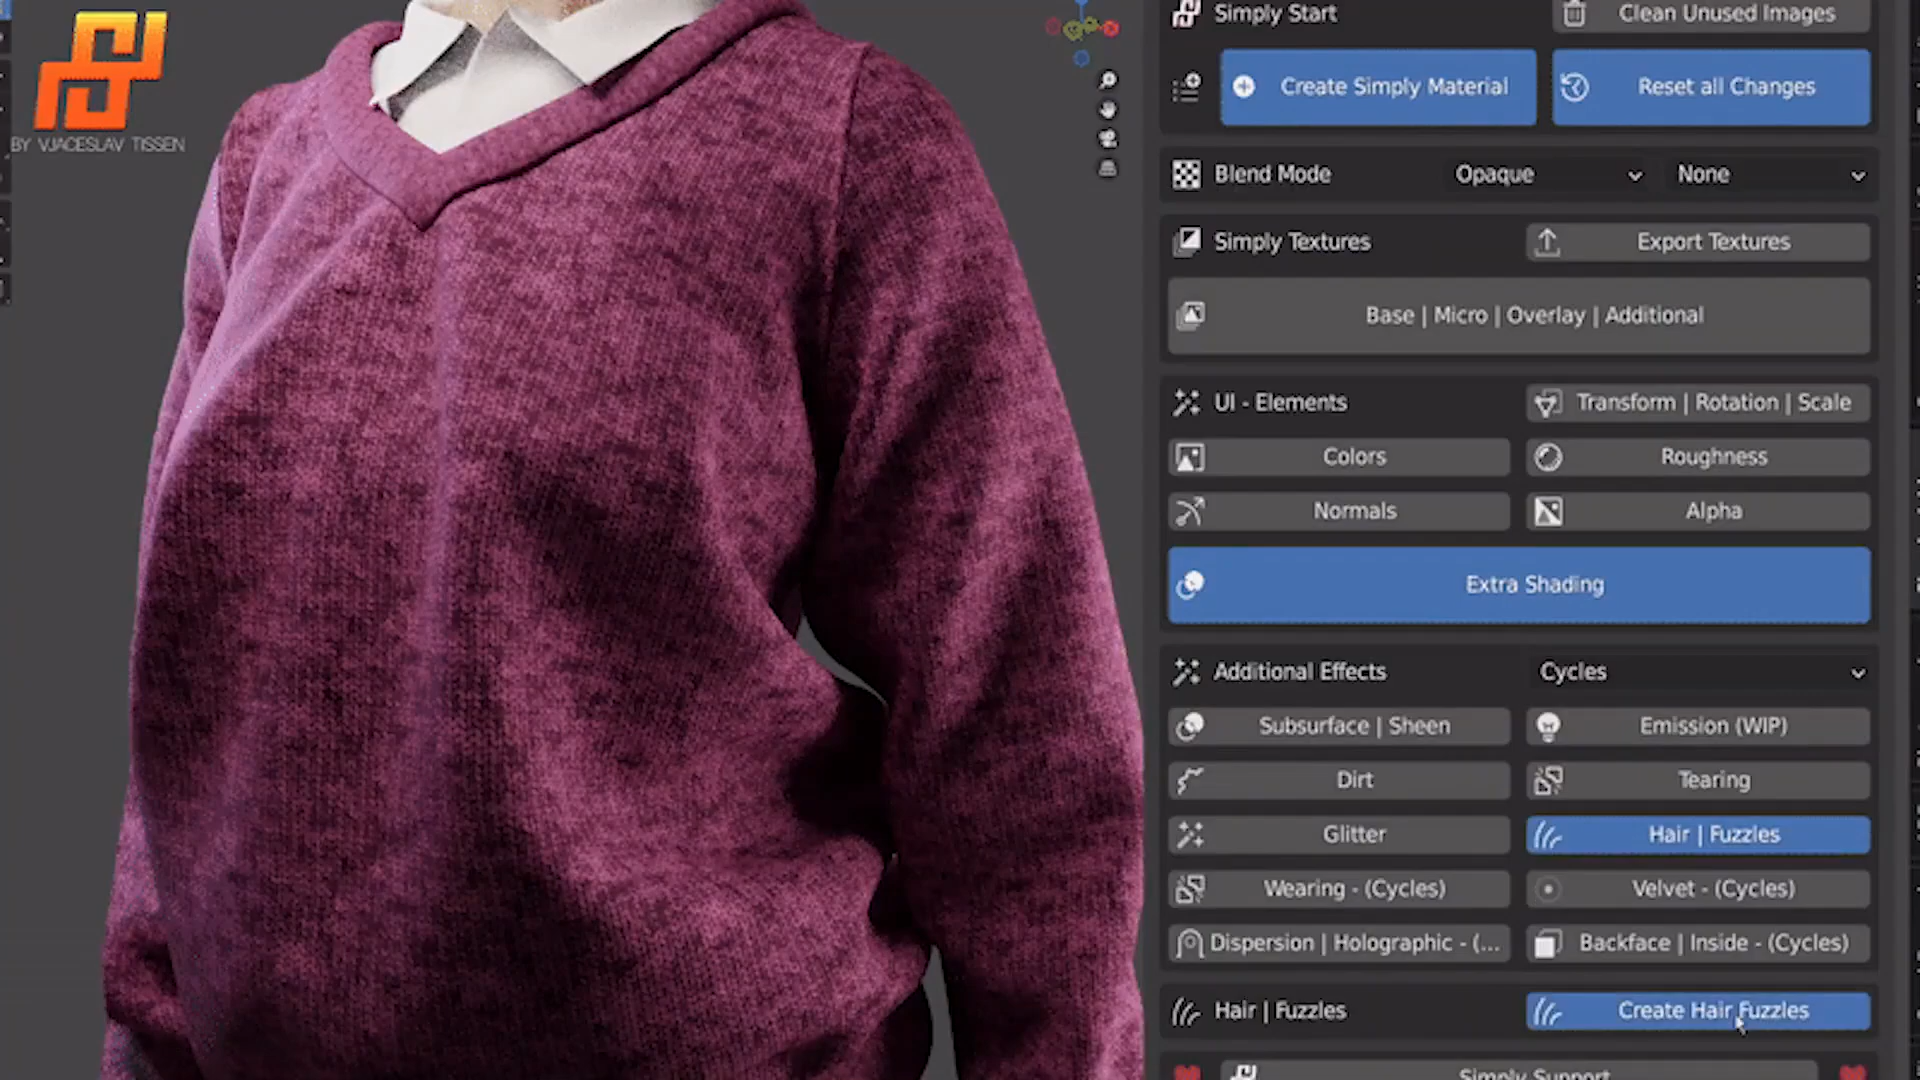 BY VJACESLAV TISSEN
Simply Start
Clean Unused Images
Create Simply Material
Reset all Changes
Blend Mode
Opaque
None
Simply Textures
Export Textures
Base | Micro | Overlay | Additional
UI - Elements
Transform | Rotation | Scale
Colors
Roughness
Normals
Alpha
Extra Shading
Additional Effects
Cycles
Subsurface | Sheen
Emission (WIP)
Dirt
Tearing
Glitter
Hair | Fuzzles
Wearing - (Cycles)
Velvet - (Cycles)
Dispersion | Holographic - (...
Backface | Inside - (Cycles)
Hair | Fuzzles
Create Hair Fuzzles
Simply Support